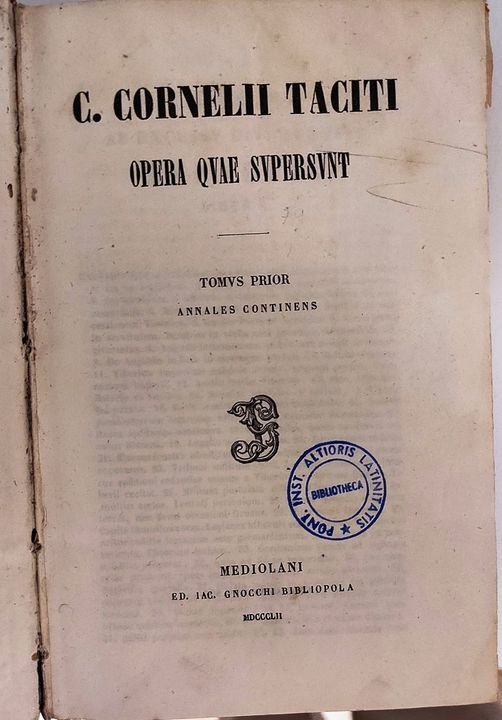 C. CORNELII TACITI
OPERA QVAE SVPERSVNT
TOMVS PRIOR
ANNALES CONTINENS
PONT. INST. ALTIORIS LATINITATIS
BIBLIOTHECA
MEDIOLANI
ED. IAC. GNOCCHI BIBLIOPOLA
MDCCCLII